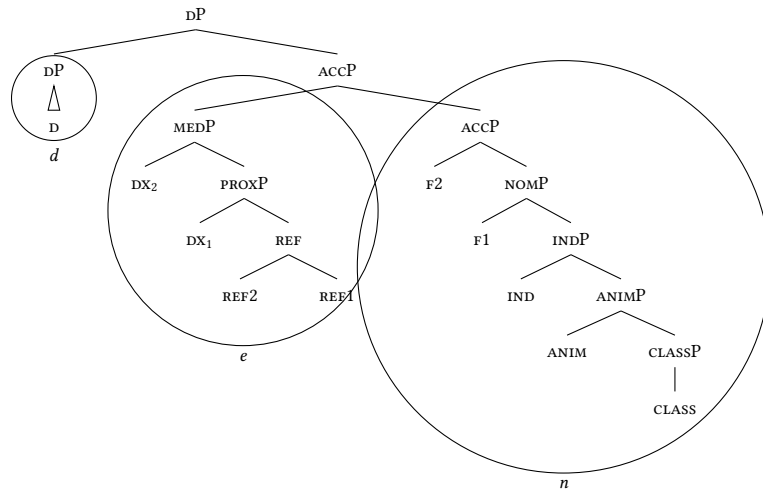 DP
DP ACCP
D MEDP ACCP
d DX₂ PROXP F2 NOMP
DX₁ REF F1 INDP
REF2 REF1 IND ANIMP
e ANIM CLASSP
CLASS
n